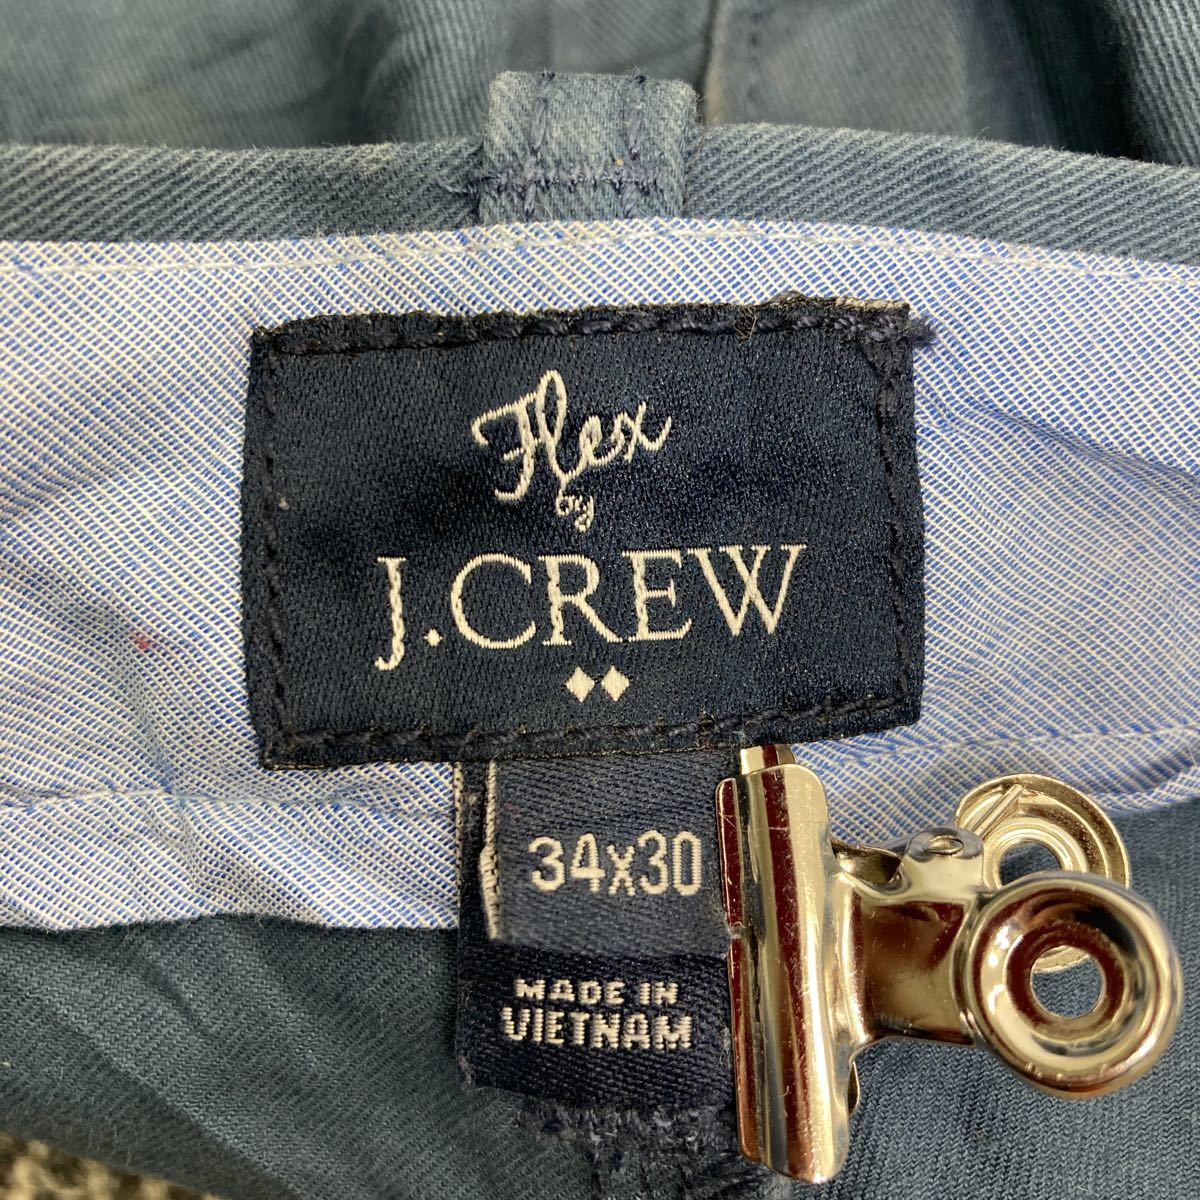 Flex
by
J.CREW
34x30
MADE IN
VIETNAM